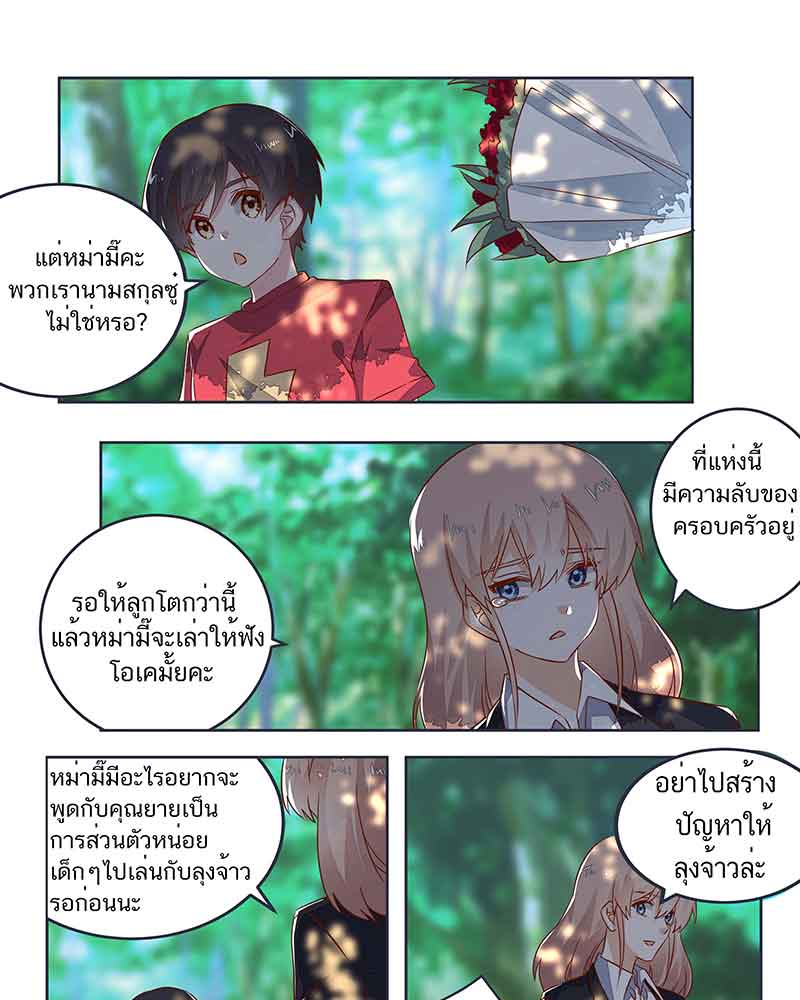 แต่หม่ามี๊คะ
พวกเรานามสกุลซู่
ไม่ใช่หรอ?
ที่แห่งนี้
มีความลับของ
ครอบครัวอยู่
รอให้ลูกโตกว่านี้
แล้วหม่ามี๊จะเล่าให้ฟัง
โอเคมั้ยคะ
หม่ามี๊มีอะไรอยากจะ
พูดกับคุณยายเป็น
การส่วนตัวหน่อย
เด็กๆไปเล่นกับลุงจ้าว
รอก่อนนะ
อย่าไปสร้าง
ปัญหาให้
ลุงจ้าวล่ะ